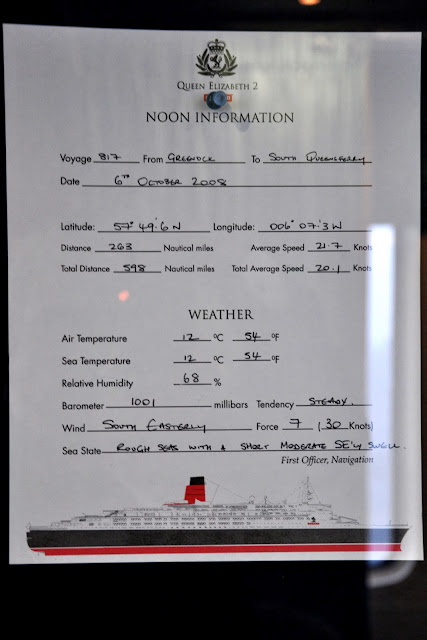 QUEEN ELIZABETH 2
NOON INFORMATION
Voyage 817 From GREENOCK To SOUTH QUEENSFERRY
Date 6TH OCTOBER 2008
Latitude: 57° 49.'6 N Longitude: 006° 07.'3 W
Distance 263 Nautical miles Average Speed 21.7 Knots
Total Distance 598 Nautical miles Total Average Speed 20.1 Knots
WEATHER
Air Temperature 12 °C 54 °F
Sea Temperature 12 °C 54 °F
Relative Humidity 68 %
Barometer 1001 millibars Tendency STEADY.
Wind SOUTH EASTERLY Force 7 (30 Knots)
Sea State ROUGH SEAS WITH A SHORT MODERATE SE'LY SWELL
First Officer, Navigation